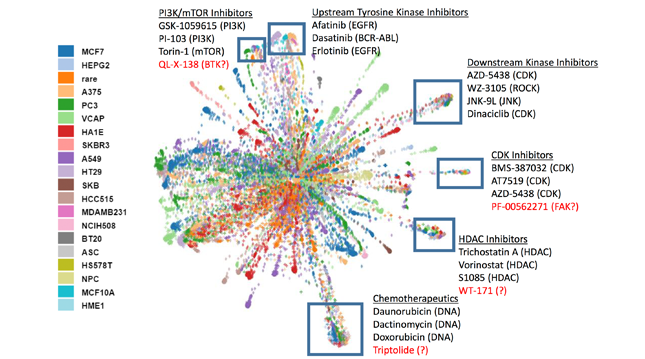 PI3K/mTOR Inhibitors
GSK-1059615 (PI3K)
PI-103 (PI3K)
Torin-1 (mTOR)
QL-X-138 (BTK?)
Upstream Tyrosine Kinase Inhibitors
Afatinib (EGFR)
Dasatinib (BCR-ABL)
Erlotinib (EGFR)
Downstream Kinase Inhibitors
AZD-5438 (CDK)
WZ-3105 (ROCK)
JNK-9L (JNK)
Dinaciclib (CDK)
MCF7
HEPG2
rare
A375
PC3
VCAP
HA1E
SKBR3
A549
HT29
SKB
HCC515
MDAMB231
NCIH508
BT20
ASC
HS578T
NPC
MCF10A
HME1
CDK Inhibitors
BMS-387032 (CDK)
AT7519 (CDK)
AZD-5438 (CDK)
PF-00562271 (FAK?)
HDAC Inhibitors
Trichostatin A (HDAC)
Vorinostat (HDAC)
S1085 (HDAC)
WT-171 (?)
Chemotherapeutics
Daunorubicin (DNA)
Dactinomycin (DNA)
Doxorubicin (DNA)
Triptolide (?)